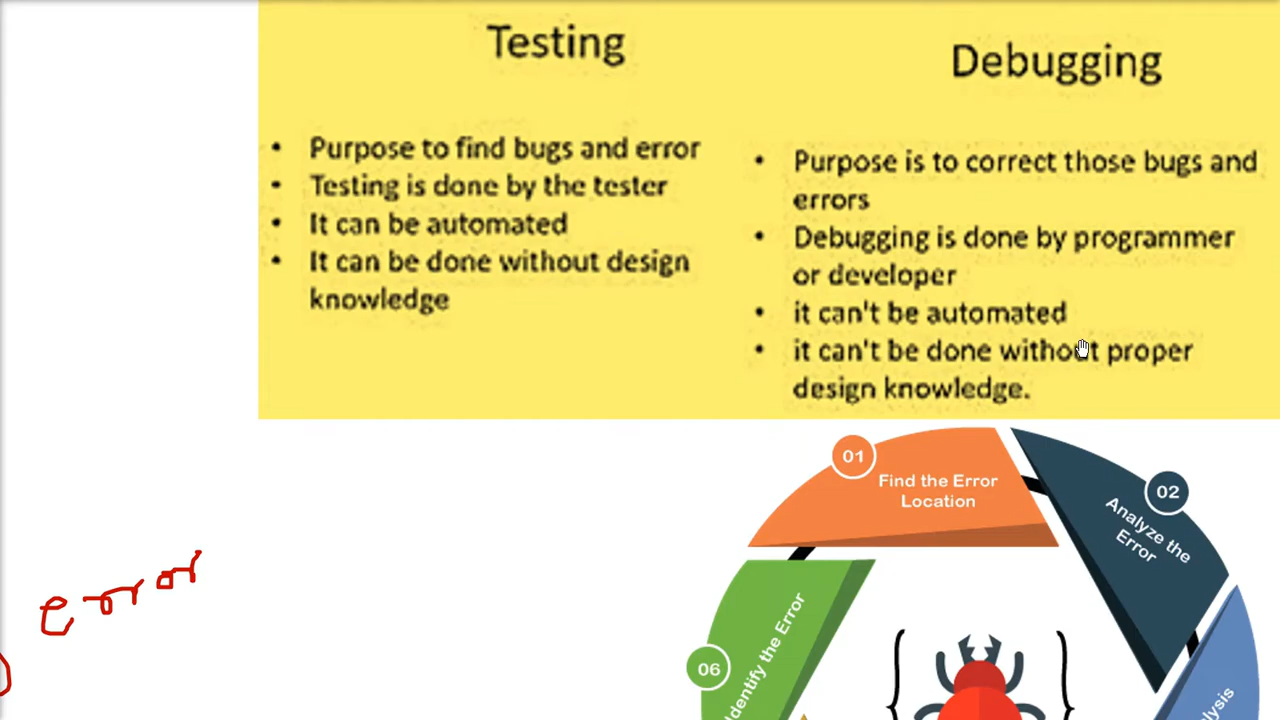 Testing
Purpose to find bugs and error
Testing is done by the tester
It can be automated
It can be done without design
knowledge
Debugging
Purpose is to correct those bugs and
errors
Debugging is done by programmer
or developer
it can't be automated
it can't be done without proper
design knowledge.
01
Find the Error
Location
02
Analyze the
Error
06
Identify the Error
error